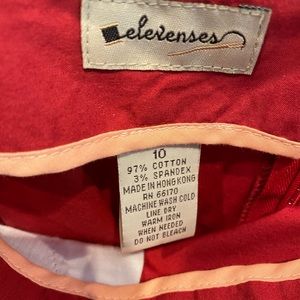 elevenses
10
97% COTTON
3% SPANDEX
MADE IN HONG KONG
RN 66170
MACHINE WASH COLD
LINE DRY
WARM IRON
WHEN NEEDED
DO NOT BLEACH